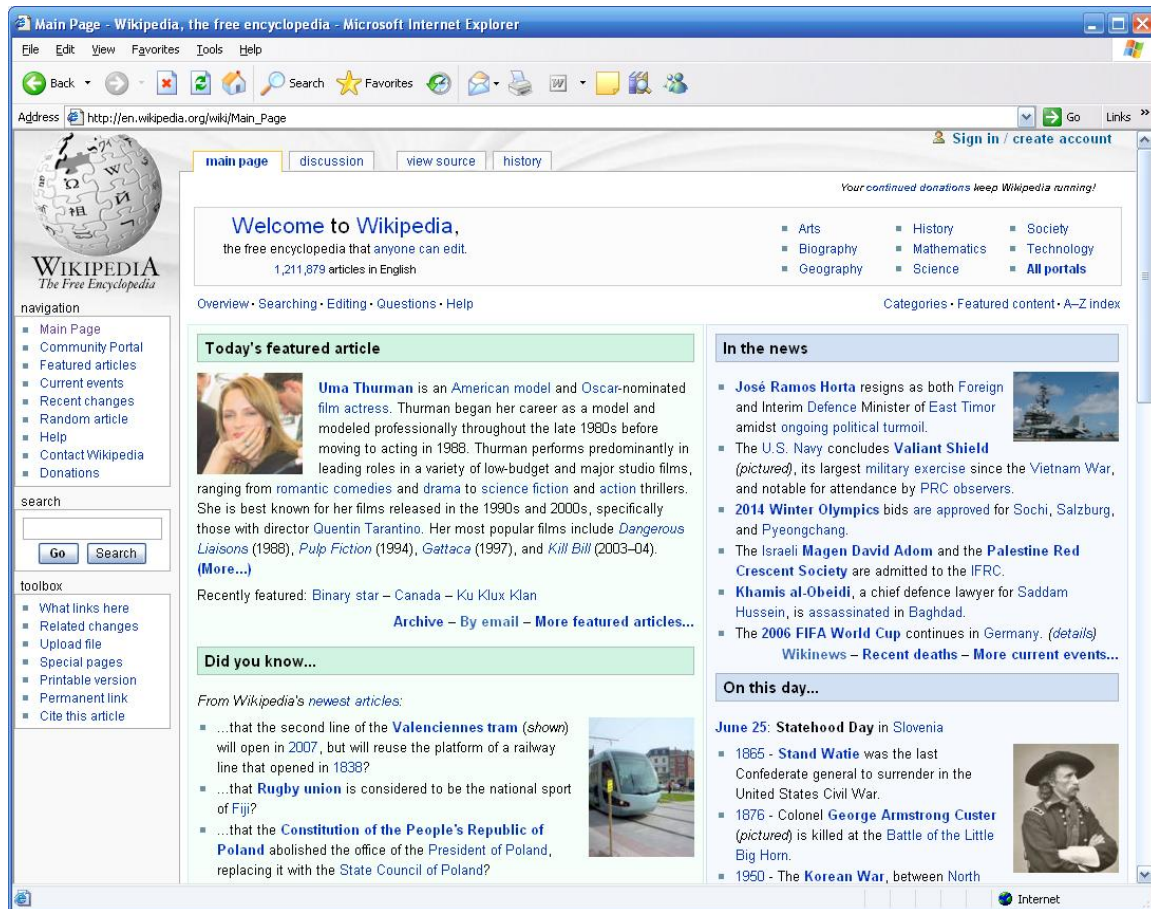 Main Page - Wikipedia, the free encyclopedia - Microsoft Internet Explorer
File Edit View Favorites Tools Help
Back Search Favorites
Address http://en.wikipedia.org/wiki/Main_Page Go Links »
Sign in / create account
main page discussion view source history
Your continued donations keep Wikipedia running!
WIKIPEDIA
The Free Encyclopedia
navigation
Main Page
Community Portal
Featured articles
Current events
Recent changes
Random article
Help
Contact Wikipedia
Donations
search
Go Search
toolbox
What links here
Related changes
Upload file
Special pages
Printable version
Permanent link
Cite this article
Welcome to Wikipedia,
the free encyclopedia that anyone can edit.
1,211,879 articles in English
Arts History Society
Biography Mathematics Technology
Geography Science All portals
Overview · Searching · Editing · Questions · Help
Categories · Featured content · A–Z index
Today's featured article
Uma Thurman is an American model and Oscar-nominated
film actress. Thurman began her career as a model and
modeled professionally throughout the late 1980s before
moving to acting in 1988. Thurman performs predominantly in
leading roles in a variety of low-budget and major studio films,
ranging from romantic comedies and drama to science fiction and action thrillers.
She is best known for her films released in the 1990s and 2000s, specifically
those with director Quentin Tarantino. Her most popular films include Dangerous
Liaisons (1988), Pulp Fiction (1994), Gattaca (1997), and Kill Bill (2003–04).
(More...)
Recently featured: Binary star – Canada – Ku Klux Klan
Archive – By email – More featured articles...
Did you know...
From Wikipedia's newest articles:
...that the second line of the Valenciennes tram (shown)
will open in 2007, but will reuse the platform of a railway
line that opened in 1838?
...that Rugby union is considered to be the national sport
of Fiji?
...that the Constitution of the People's Republic of
Poland abolished the office of the President of Poland,
replacing it with the State Council of Poland?
In the news
José Ramos Horta resigns as both Foreign
and Interim Defence Minister of East Timor
amidst ongoing political turmoil.
The U.S. Navy concludes Valiant Shield
(pictured), its largest military exercise since the Vietnam War,
and notable for attendance by PRC observers.
2014 Winter Olympics bids are approved for Sochi, Salzburg,
and Pyeongchang.
The Israeli Magen David Adom and the Palestine Red
Crescent Society are admitted to the IFRC.
Khamis al-Obeidi, a chief defence lawyer for Saddam
Hussein, is assassinated in Baghdad.
The 2006 FIFA World Cup continues in Germany. (details)
Wikinews – Recent deaths – More current events...
On this day...
June 25: Statehood Day in Slovenia
1865 - Stand Watie was the last
Confederate general to surrender in the
United States Civil War.
1876 - Colonel George Armstrong Custer
(pictured) is killed at the Battle of the Little
Big Horn.
1950 - The Korean War, between North
Internet